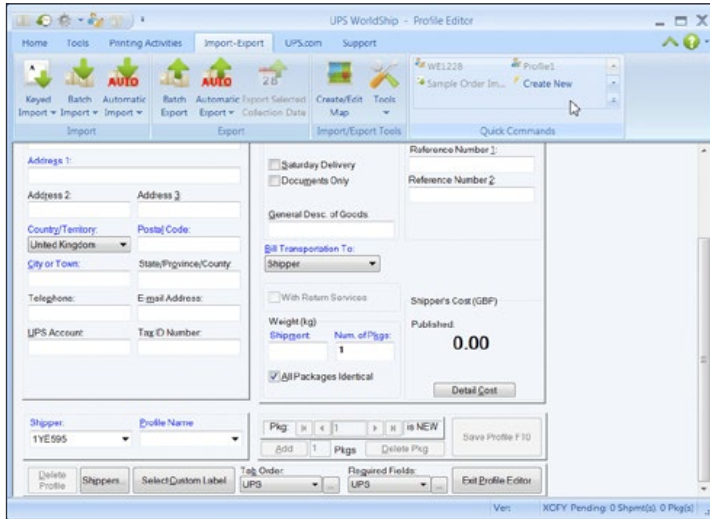 UPS WorldShip - Profile Editor
Home Tools Printing Activities Import-Export UPS.com Support
Keyed Import
Batch Import
AUTO Automatic Import
Batch Export
AUTO Automatic Export
28 Export Selected Collection Date
Create/Edit Map
Tools
WEL22B Profile1
Sample Order Im... Create New
Import Export Import/Export Tools Quick Commands
Address 1:
Address 2: Address 3
Country/Territory: Postal Code:
United Kingdom
City or Town: State/Province/County:
Telephone: E-mail Address:
UPS Account: Tax ID Number:
Saturday Delivery
Documents Only
General Desc. of Goods:
Bill Transportation To:
Shipper
With Return Services
Weight (kg)
Shipment: Num. of Pkgs:
1
All Packages Identical
Reference Number 1:
Reference Number 2:
Shipper's Cost (GBP)
Published:
0.00
Detail Cost
Shipper: Profile Name
1YE595
Pkg: 1 is NEW
Add 1 Pkgs Delete Pkg
Save Profile F10
Delete Profile
Shippers...
Select Custom Label
Tab Order:
UPS ...
Required Fields:
UPS ...
Exit Profile Editor
Ver: XOFY Pending: 0 Shpmt(s). 0 Pkg(s)